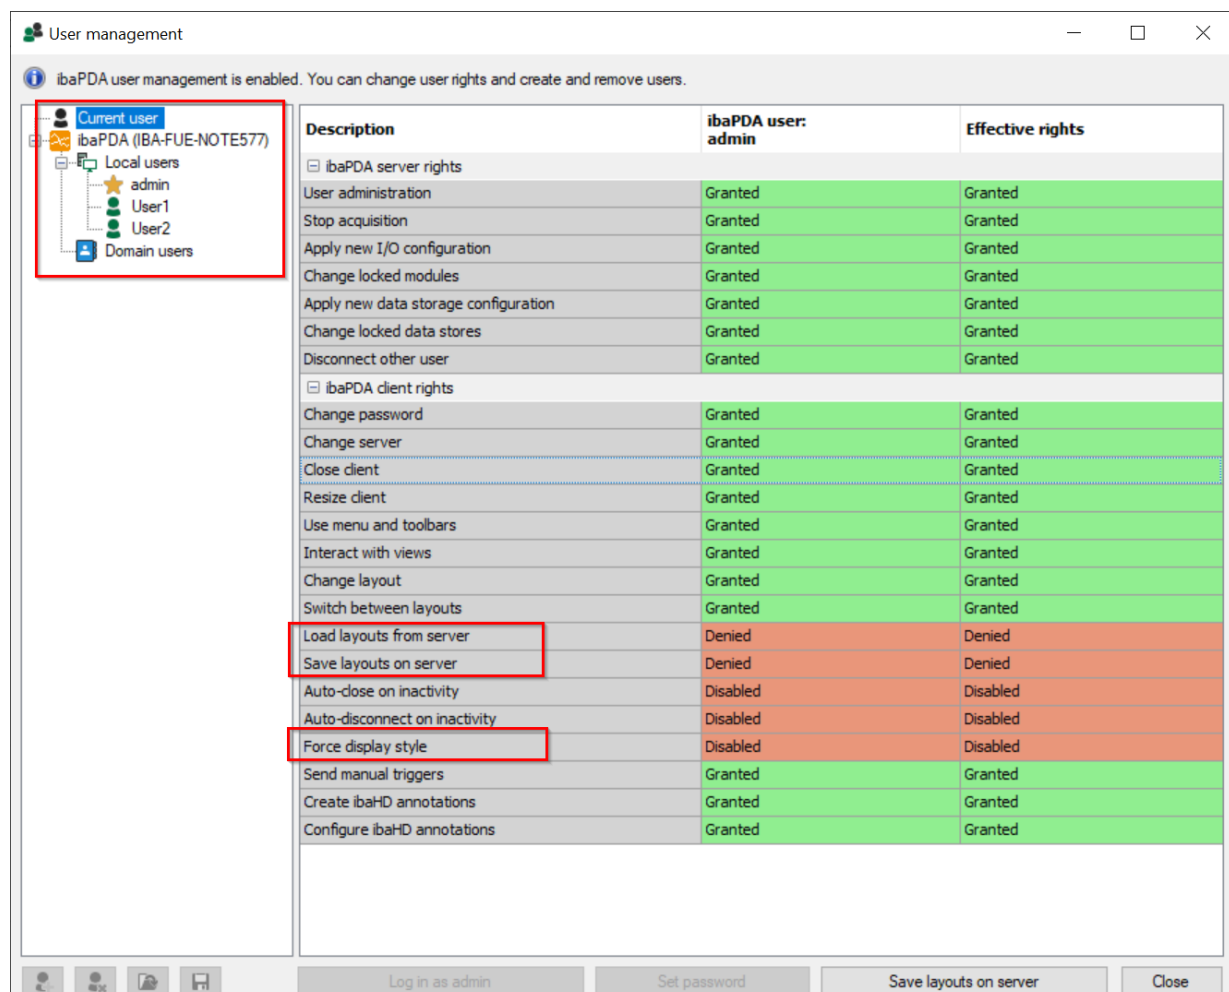 User management
ibaPDA user management is enabled. You can change user rights and create and remove users.
Current user
ibaPDA (IBA-FUE-NOTE577)
Local users
admin
User1
User2
Domain users
Description ibaPDA user: admin Effective rights
ibaPDA server rights
User administration Granted Granted
Stop acquisition Granted Granted
Apply new I/O configuration Granted Granted
Change locked modules Granted Granted
Apply new data storage configuration Granted Granted
Change locked data stores Granted Granted
Disconnect other user Granted Granted
ibaPDA client rights
Change password Granted Granted
Change server Granted Granted
Close client Granted Granted
Resize client Granted Granted
Use menu and toolbars Granted Granted
Interact with views Granted Granted
Change layout Granted Granted
Switch between layouts Granted Granted
Load layouts from server Denied Denied
Save layouts on server Denied Denied
Auto-close on inactivity Disabled Disabled
Auto-disconnect on inactivity Disabled Disabled
Force display style Disabled Disabled
Send manual triggers Granted Granted
Create ibaHD annotations Granted Granted
Configure ibaHD annotations Granted Granted
Log in as admin Set password Save layouts on server Close